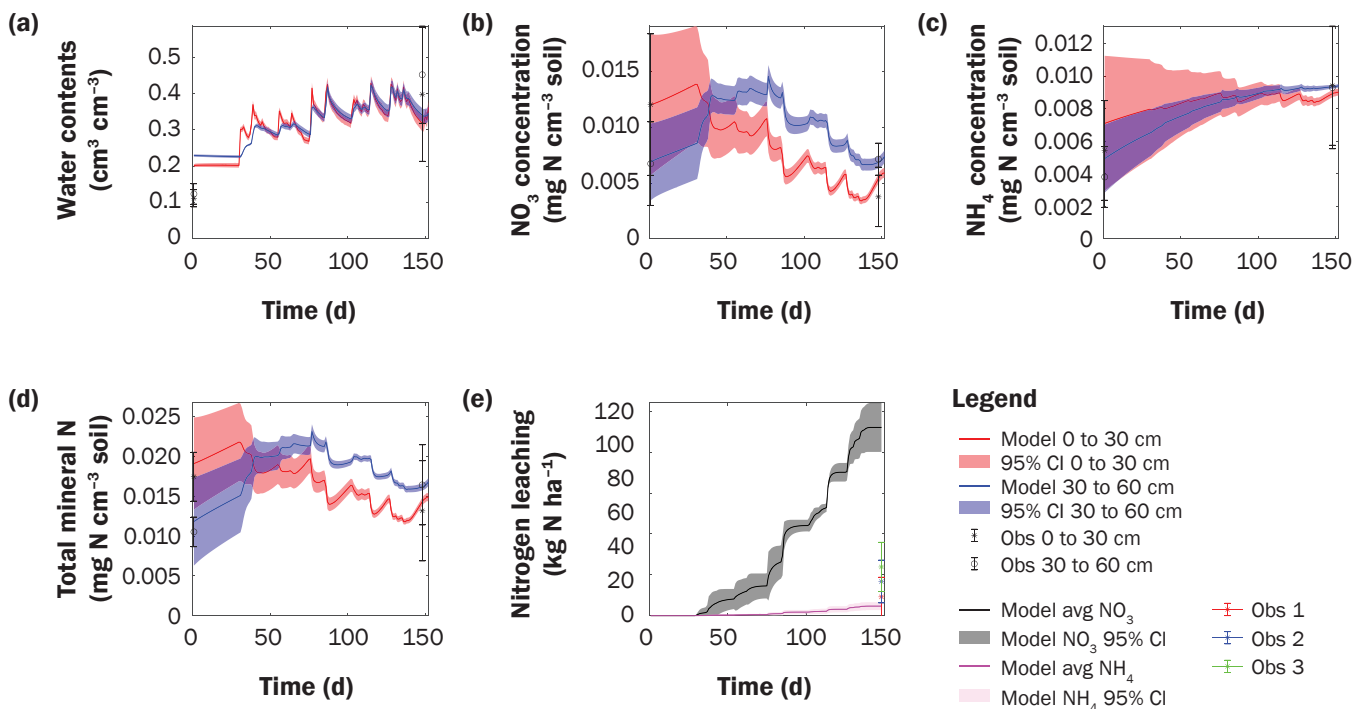 (a)
Water contents
(cm³ cm⁻³)
0.5
0.4
0.3
0.2
0.1
0
0 50 100 150
Time (d)
(b)
NO₃ concentration
(mg N cm⁻³ soil)
0.015
0.010
0.005
0
0 50 100 150
Time (d)
(c)
NH₄ concentration
(mg N cm⁻³ soil)
0.012
0.010
0.008
0.006
0.004
0.002
0
0 50 100 150
Time (d)
(d)
Total mineral N
(mg N cm⁻³ soil)
0.025
0.020
0.015
0.010
0.005
0
0 50 100 150
Time (d)
(e)
Nitrogen leaching
(kg N ha⁻¹)
120
100
80
60
40
20
0
0 50 100 150
Time (d)
Legend
Model 0 to 30 cm
95% CI 0 to 30 cm
Model 30 to 60 cm
95% CI 30 to 60 cm
Obs 0 to 30 cm
Obs 30 to 60 cm
Model avg NO₃
Model NO₃ 95% CI
Model avg NH₄
Model NH₄ 95% CI
Obs 1
Obs 2
Obs 3